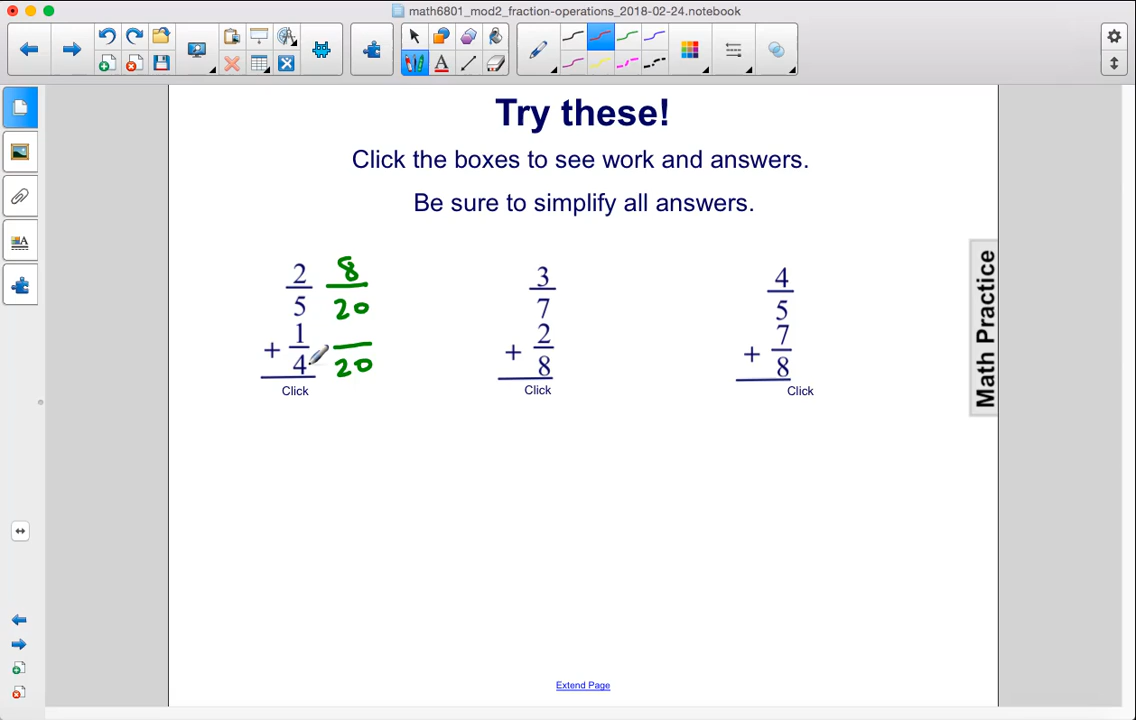 math6801_mod2_fraction-operations_2018-02-24.notebook
Try these!
Click the boxes to see work and answers.
Be sure to simplify all answers.
2 8
5 20
1
+
4 20
Click
3
7
2
+
8
Click
4
5
7
+
8
Click
Math Practice
Extend Page